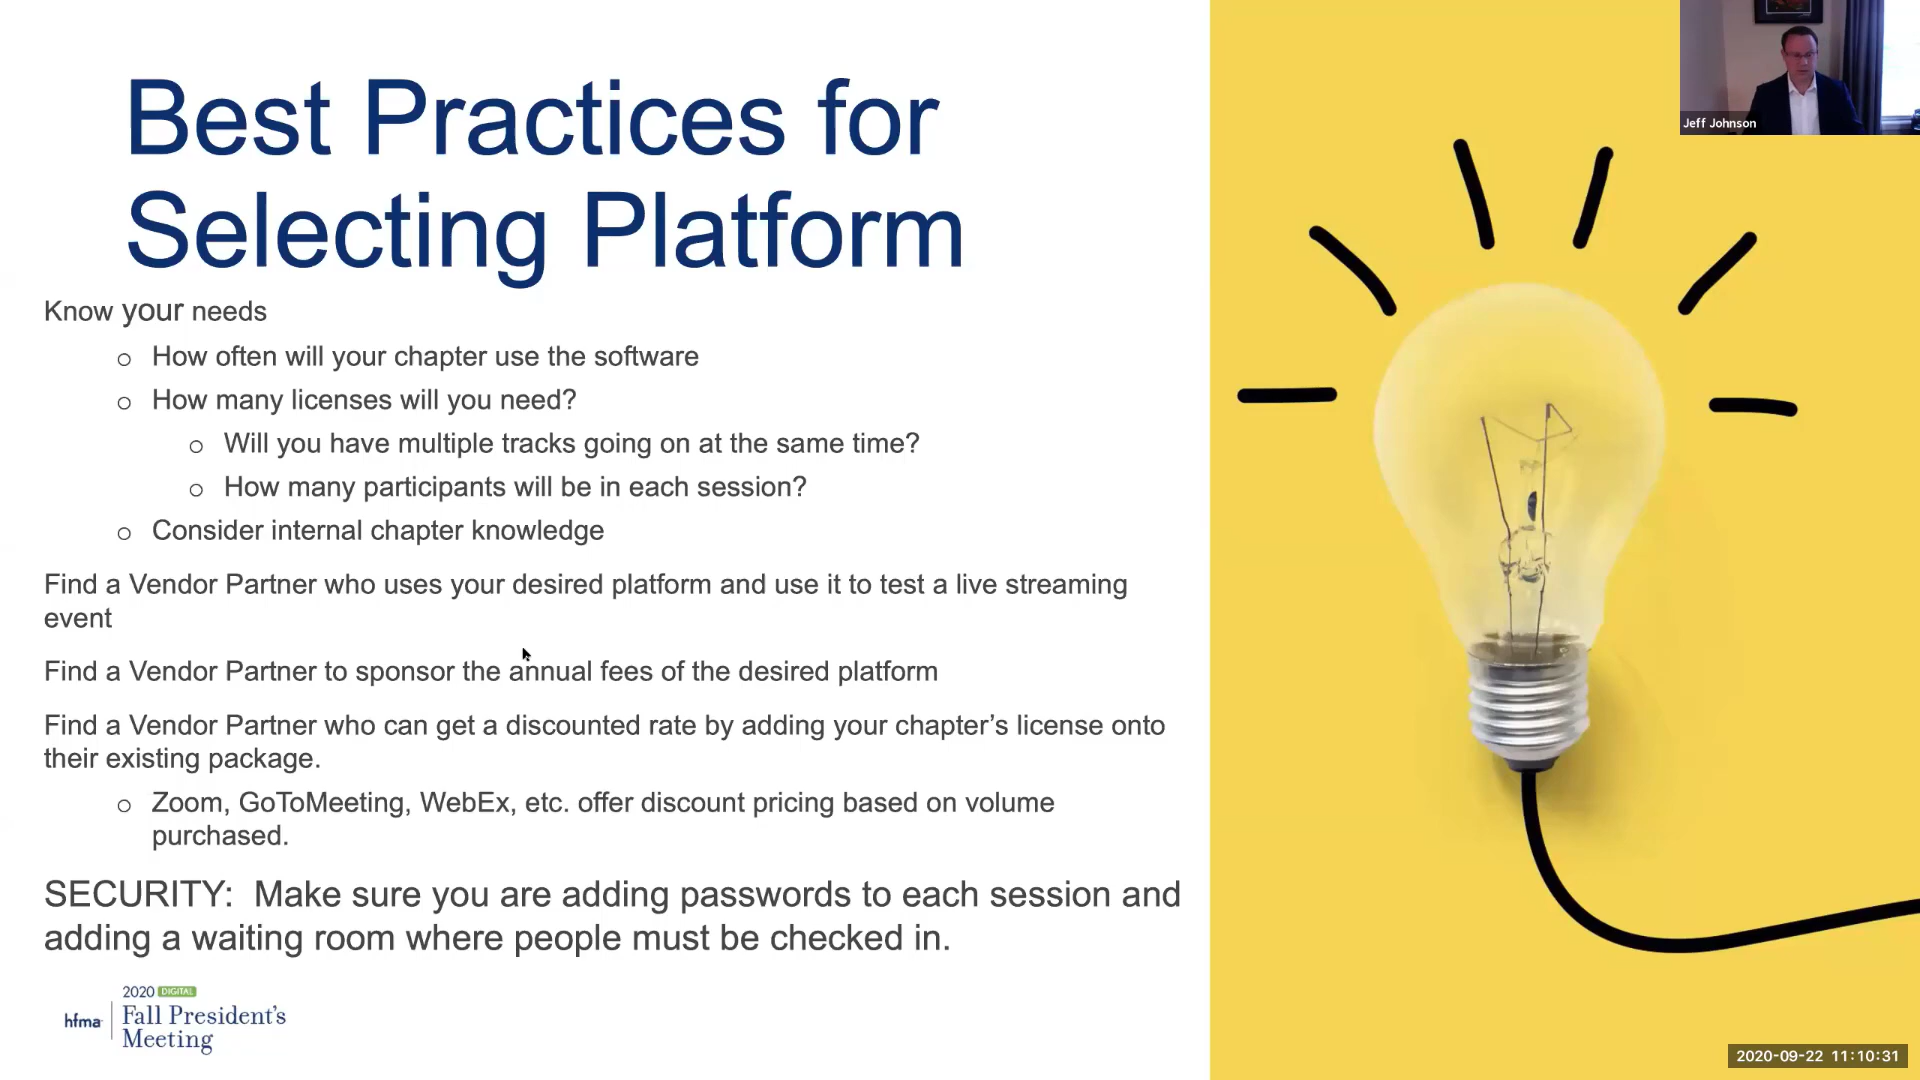 Best Practices for
Selecting Platform
Know your needs
o How often will your chapter use the software
o How many licenses will you need?
o Will you have multiple tracks going on at the same time?
o How many participants will be in each session?
o Consider internal chapter knowledge
Find a Vendor Partner who uses your desired platform and use it to test a live streaming
event
Find a Vendor Partner to sponsor the annual fees of the desired platform
Find a Vendor Partner who can get a discounted rate by adding your chapter’s license onto
their existing package.
o Zoom, GoToMeeting, WebEx, etc. offer discount pricing based on volume
purchased.
SECURITY:  Make sure you are adding passwords to each session and
adding a waiting room where people must be checked in.
2020 DIGITAL
hfma
Fall President's
Meeting
Jeff Johnson
2020-09-22 11:10:31